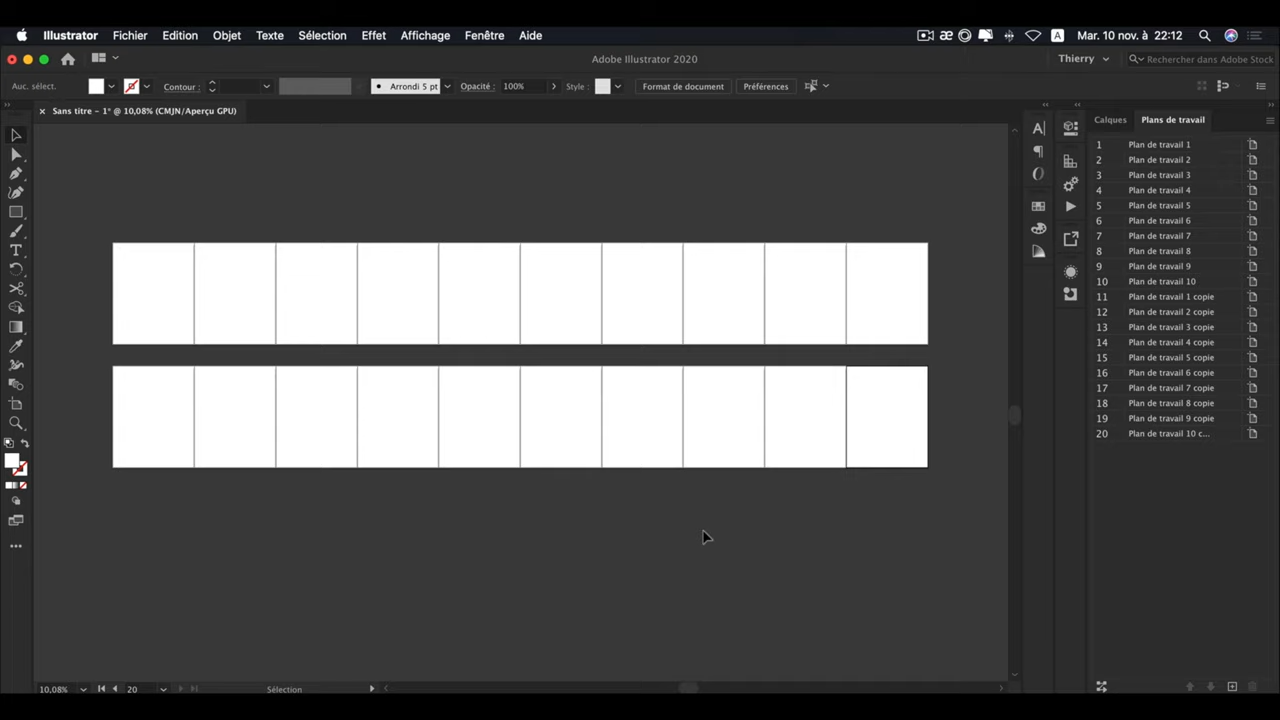 Illustrator Fichier Edition Objet Texte Sélection Effet Affichage Fenêtre Aide A Mar. 10 nov. à 22:12
Adobe Illustrator 2020 Thierry Rechercher dans Adobe Stock
Auc. sélect. Contour : Arrondi 5 pt Opacité : 100% Style : Format de document Préférences
× Sans titre - 1* @ 10,08% (CMJN/Aperçu GPU)
Calques Plans de travail
1 Plan de travail 1
2 Plan de travail 2
3 Plan de travail 3
4 Plan de travail 4
5 Plan de travail 5
6 Plan de travail 6
7 Plan de travail 7
8 Plan de travail 8
9 Plan de travail 9
10 Plan de travail 10
11 Plan de travail 1 copie
12 Plan de travail 2 copie
13 Plan de travail 3 copie
14 Plan de travail 4 copie
15 Plan de travail 5 copie
16 Plan de travail 6 copie
17 Plan de travail 7 copie
18 Plan de travail 8 copie
19 Plan de travail 9 copie
20 Plan de travail 10 c...
10,08% 20 Sélection